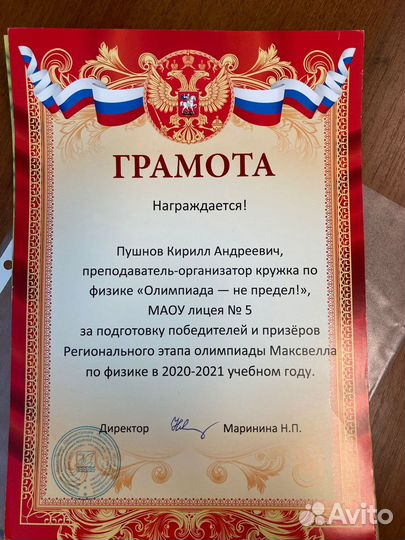 ГРАМОТА
Награждается!
Пушнов Кирилл Андреевич,
преподаватель-организатор кружка по
физике «Олимпиада — не предел!»,
МАОУ лицея № 5
за подготовку победителей и призёров
Регионального этапа олимпиады Максвелла
по физике в 2020-2021 учебном году.
Директор Маринина Н.П.
Avito